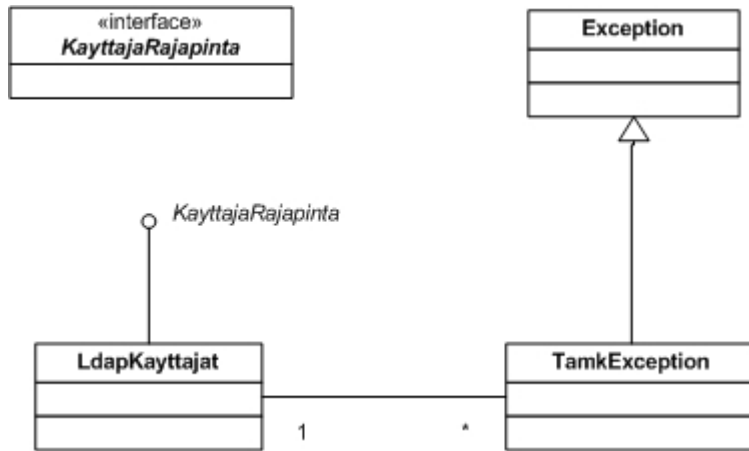 «interface»
KayttajaRajapinta
Exception
KayttajaRajapinta
LdapKayttajat
TamkException
1
*